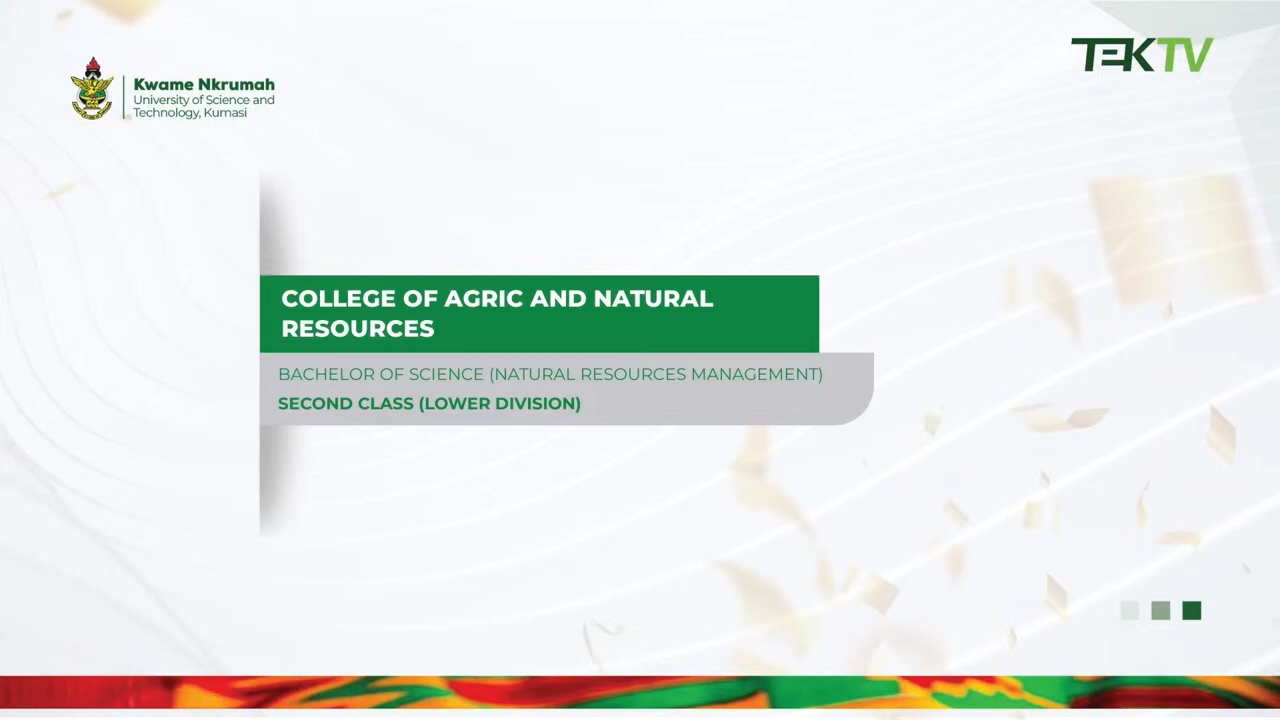 Kwame Nkrumah
University of Science and
Technology, Kumasi
TEKTV
COLLEGE OF AGRIC AND NATURAL
RESOURCES
BACHELOR OF SCIENCE (NATURAL RESOURCES MANAGEMENT)
SECOND CLASS (LOWER DIVISION)